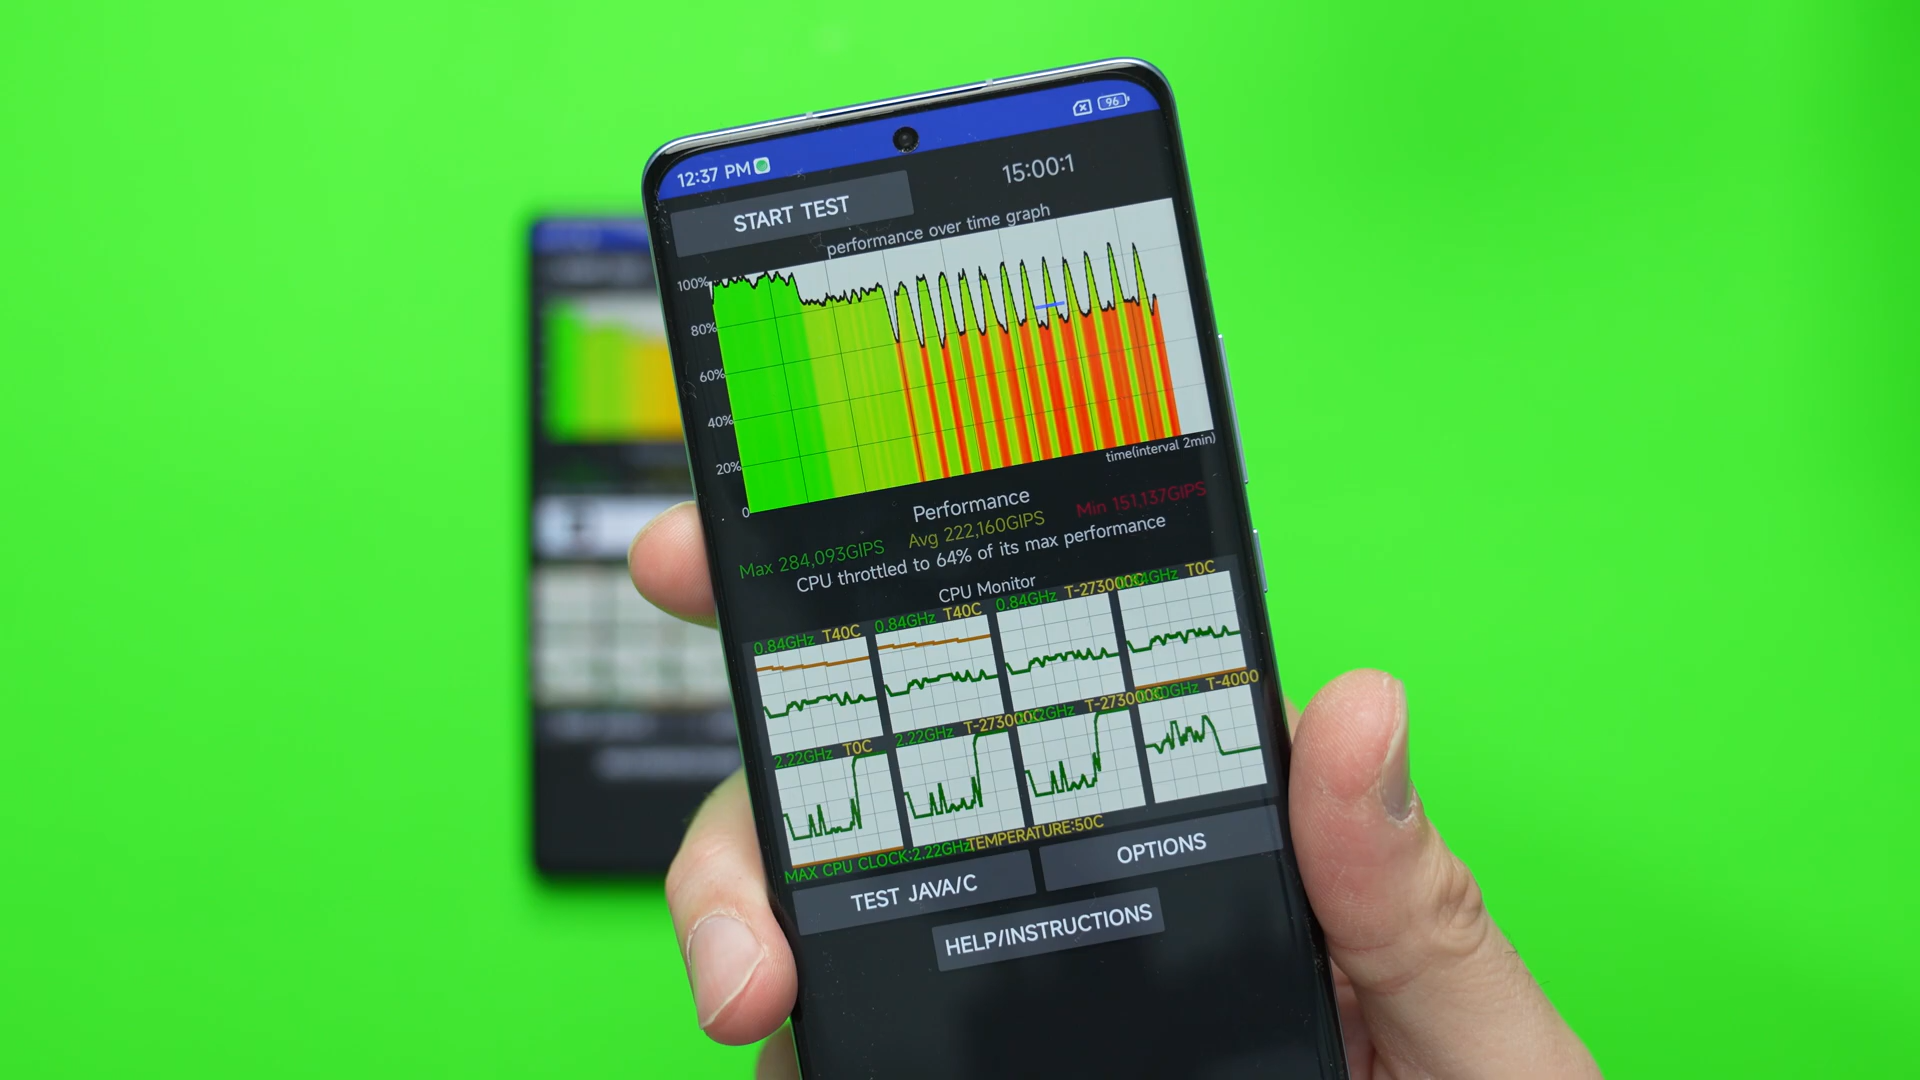 12:37 PM 96
START TEST 15:00:1
performance over time graph
100%
80%
60%
40%
20%
0
time(interval 2min)
Performance
Max 284,093GIPS Avg 222,160GIPS Min 151,137GIPS
CPU throttled to 64% of its max performance
CPU Monitor
0.84GHz T40C 0.84GHz T40C 0.84GHz T-273000C T0C
2.22GHz T0C 2.22GHz T-273000C T-273000C T-4000
MAX CPU CLOCK:2.22GHz TEMPERATURE:50C
TEST JAVA/C OPTIONS
HELP/INSTRUCTIONS